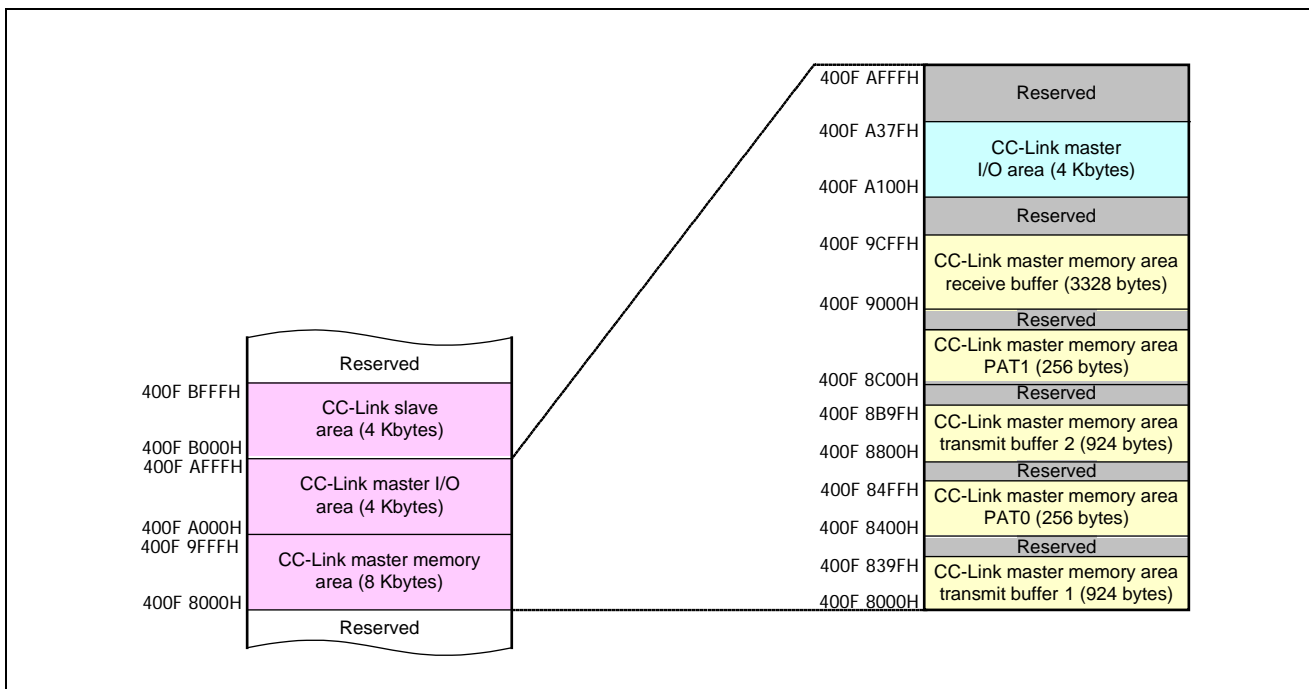 Reserved
400F BFFFH
CC-Link slave
area (4 Kbytes)
400F B000H
400F AFFFH
CC-Link master I/O
area (4 Kbytes)
400F A000H
400F 9FFFH
CC-Link master memory
area (8 Kbytes)
400F 8000H
Reserved
400F AFFFH
Reserved
400F A37FH
CC-Link master
I/O area (4 Kbytes)
400F A100H
Reserved
400F 9CFFH
CC-Link master memory area
receive buffer (3328 bytes)
400F 9000H
Reserved
CC-Link master memory area
PAT1 (256 bytes)
400F 8C00H
Reserved
400F 8B9FH
CC-Link master memory area
transmit buffer 2 (924 bytes)
400F 8800H
Reserved
400F 84FFH
CC-Link master memory area
PAT0 (256 bytes)
400F 8400H
Reserved
400F 839FH
CC-Link master memory area
transmit buffer 1 (924 bytes)
400F 8000H